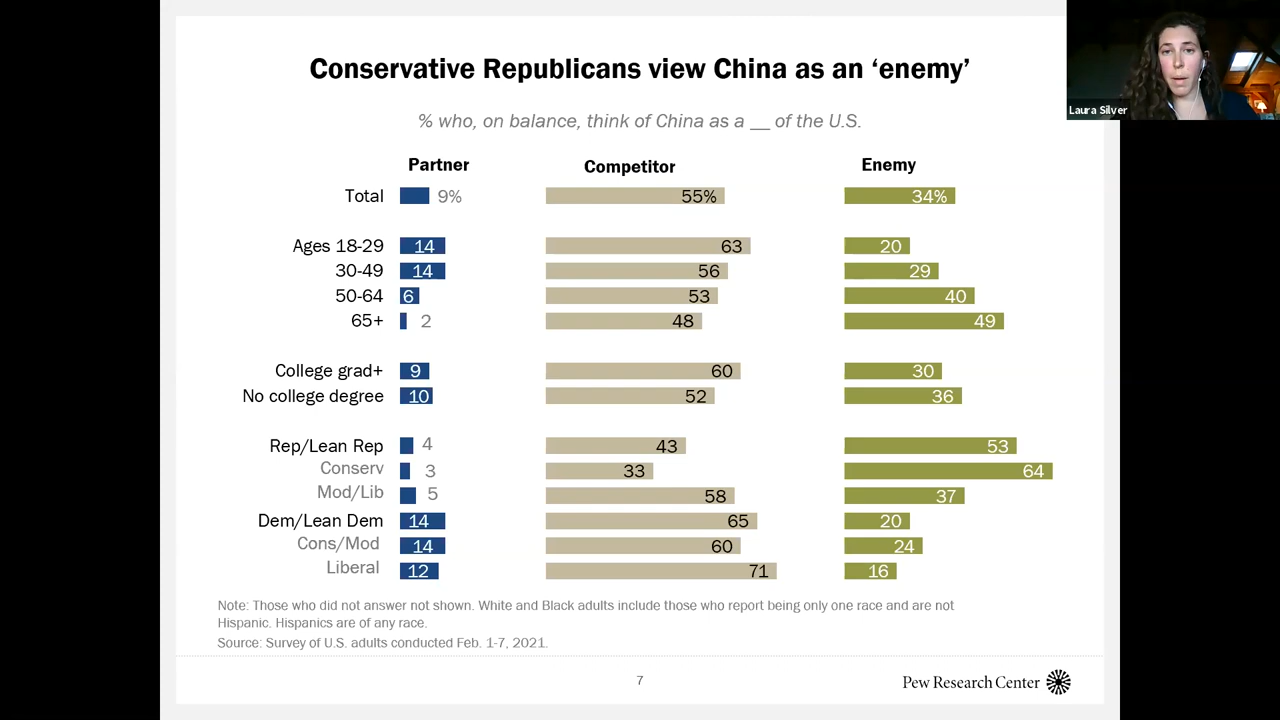 Conservative Republicans view China as an ‘enemy’
Laura Silver
% who, on balance, think of China as a __ of the U.S.
Partner Competitor Enemy
Total 9% 55% 34%
Ages 18-29 14 63 20
30-49 14 56 29
50-64 6 53 40
65+ 2 48 49
College grad+ 9 60 30
No college degree 10 52 36
Rep/Lean Rep 4 43 53
Conserv 3 33 64
Mod/Lib 5 58 37
Dem/Lean Dem 14 65 20
Cons/Mod 14 60 24
Liberal 12 71 16
Note: Those who did not answer not shown. White and Black adults include those who report being only one race and are not
Hispanic. Hispanics are of any race.
Source: Survey of U.S. adults conducted Feb. 1-7, 2021.
7
Pew Research Center